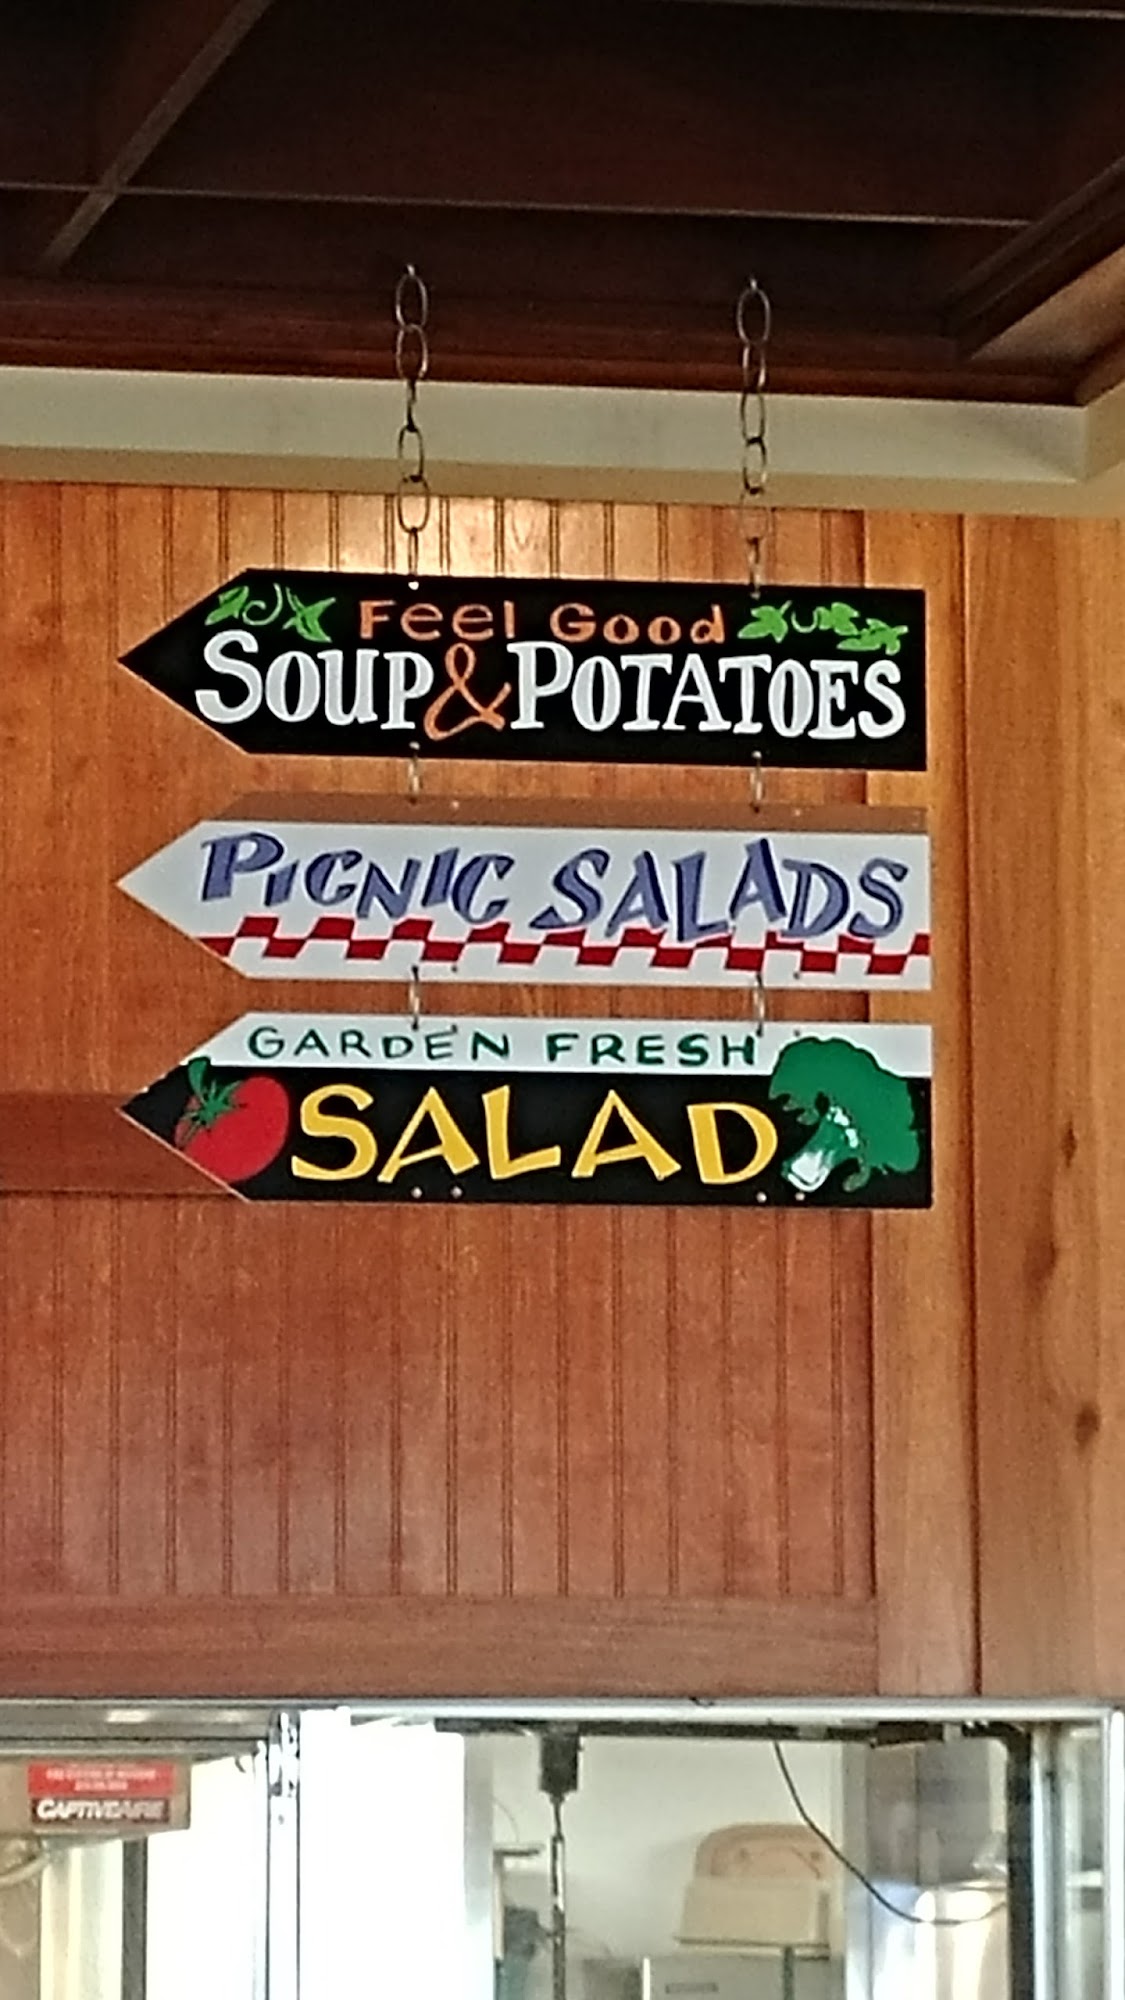 Feel Good
SOUP & POTATOES
PICNIC SALADS
GARDEN FRESH
SALAD
CAPTIVEAIRE